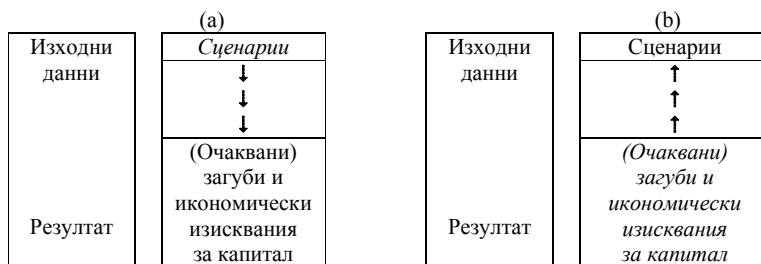 (a)
Изходни
данни
Резултат
Сценарии
(Очаквани)
загуби и
икономически
изисквания
за капитал
(b)
Изходни
данни
Резултат
Сценарии
(Очаквани)
загуби и
икономически
изисквания
за капитал